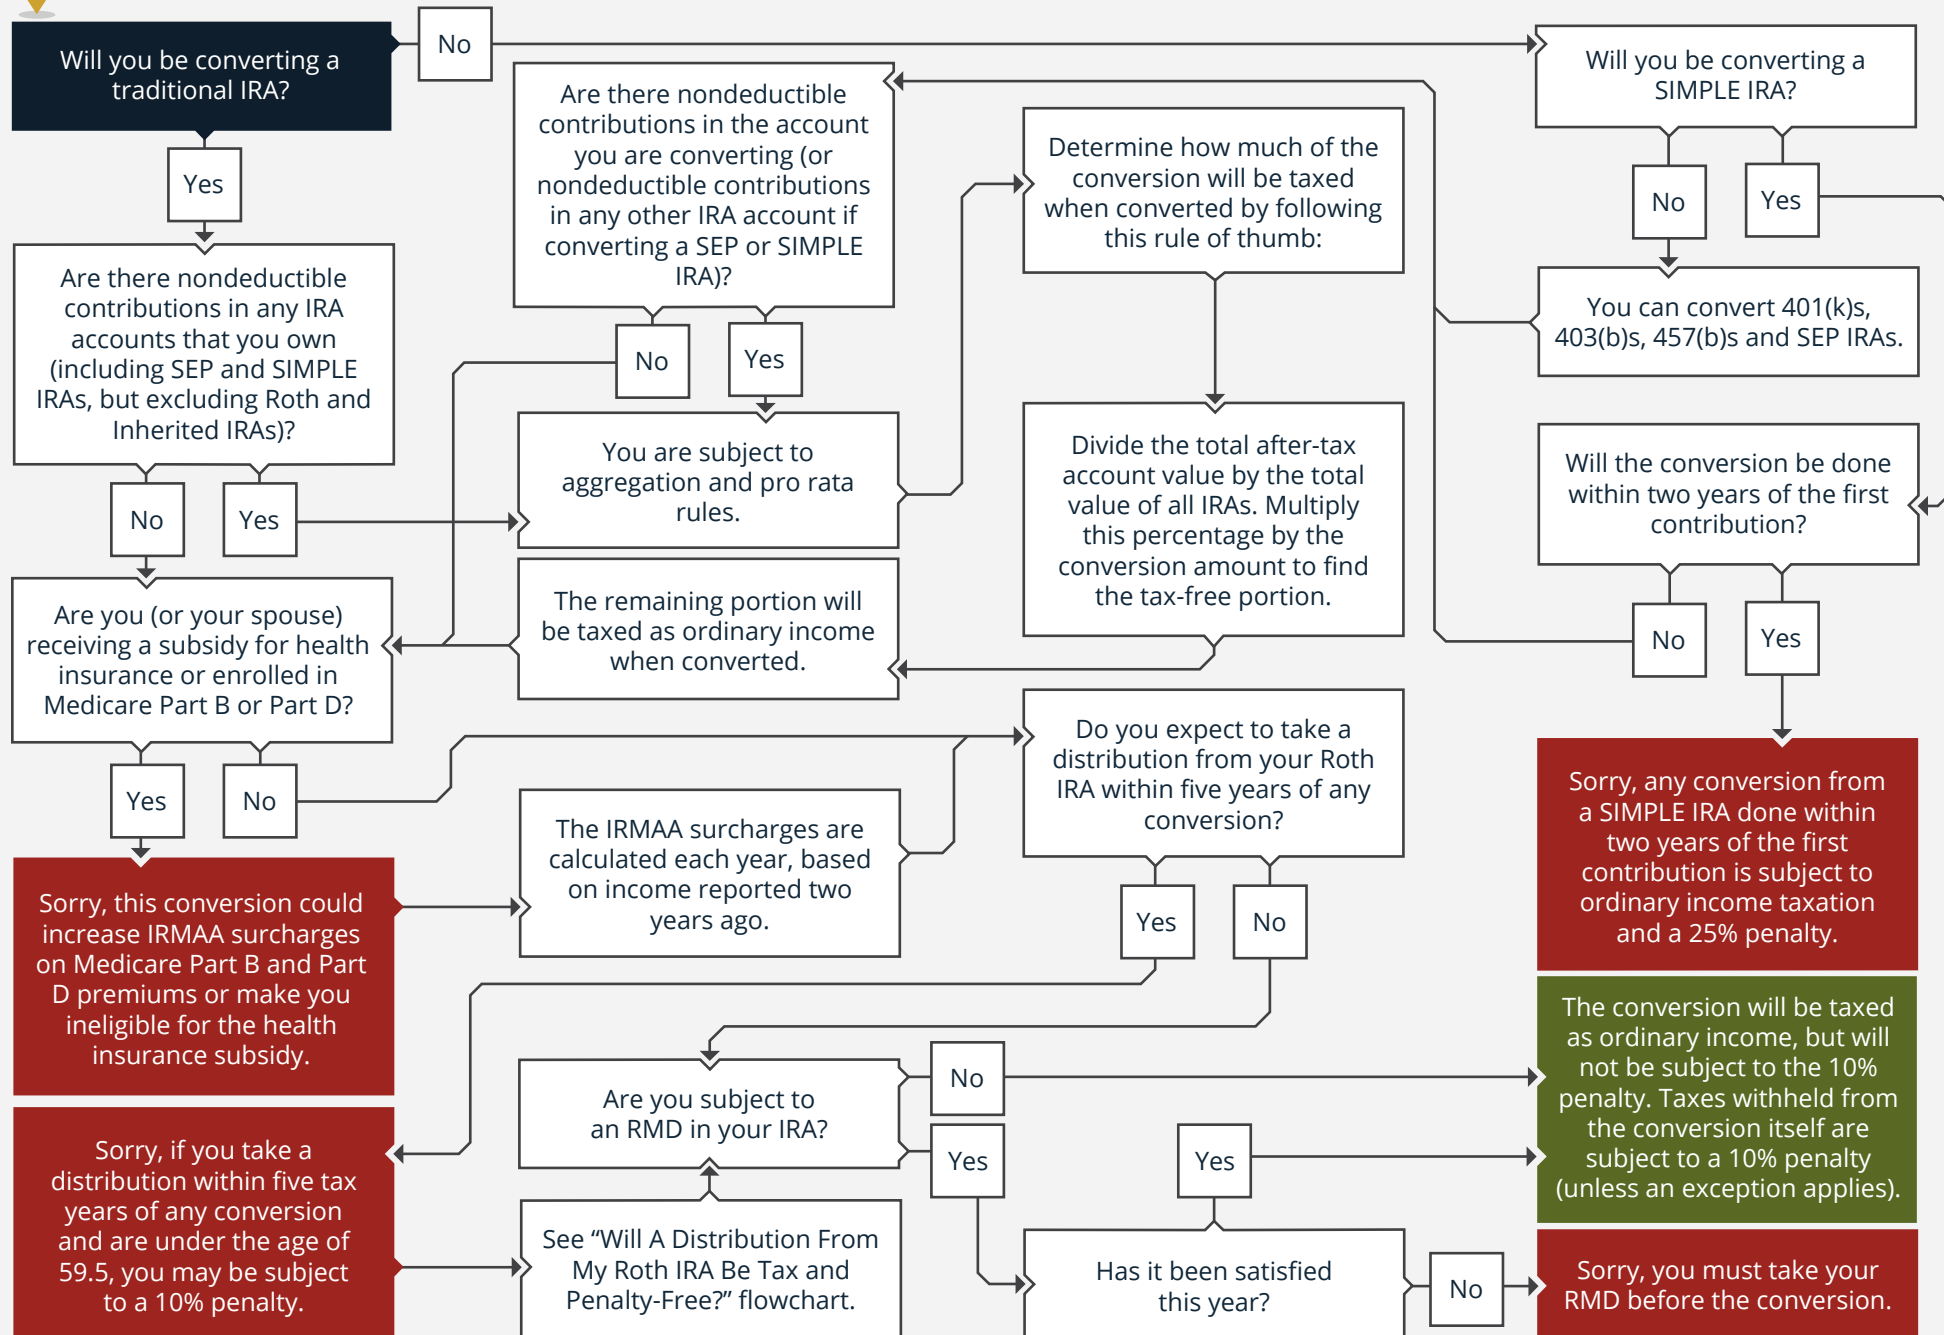 Will you be converting a
traditional IRA?
No
Will you be converting a
SIMPLE IRA?
Yes
Are there nondeductible
contributions in the account
you are converting (or
nondeductible contributions
in any other IRA account if
converting a SEP or SIMPLE
IRA)?
Determine how much of the
conversion will be taxed
when converted by following
this rule of thumb:
No
Yes
Are there nondeductible
contributions in any IRA
accounts that you own
(including SEP and SIMPLE
IRAs, but excluding Roth and
Inherited IRAs)?
No
Yes
You can convert 401(k)s,
403(b)s, 457(b)s and SEP IRAs.
You are subject to
aggregation and pro rata
rules.
Divide the total after-tax
account value by the total
value of all IRAs. Multiply
this percentage by the
conversion amount to find
the tax-free portion.
Will the conversion be done
within two years of the first
contribution?
No
Yes
Are you (or your spouse)
receiving a subsidy for health
insurance or enrolled in
Medicare Part B or Part D?
The remaining portion will
be taxed as ordinary income
when converted.
No
Yes
Do you expect to take a
distribution from your Roth
IRA within five years of any
conversion?
Yes
No
The IRMAA surcharges are
calculated each year, based
on income reported two
years ago.
Sorry, any conversion from
a SIMPLE IRA done within
two years of the first
contribution is subject to
ordinary income taxation
and a 25% penalty.
Sorry, this conversion could
increase IRMAA surcharges
on Medicare Part B and Part
D premiums or make you
ineligible for the health
insurance subsidy.
Yes
No
The conversion will be taxed
as ordinary income, but will
not be subject to the 10%
penalty. Taxes withheld from
the conversion itself are
subject to a 10% penalty
(unless an exception applies).
Are you subject to
an RMD in your IRA?
No
Yes
Yes
Sorry, if you take a
distribution within five tax
years of any conversion
and are under the age of
59.5, you may be subject
to a 10% penalty.
See “Will A Distribution From
My Roth IRA Be Tax and
Penalty-Free?” flowchart.
Has it been satisfied
this year?
No
Sorry, you must take your
RMD before the conversion.